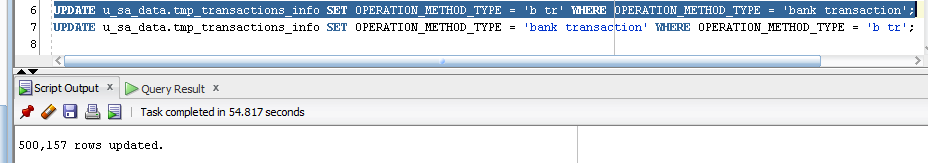 6 UPDATE u_sa_data.tmp_transactions_info SET OPERATION_METHOD_TYPE = 'b tr' WHERE OPERATION_METHOD_TYPE = 'bank transaction';
7 UPDATE u_sa_data.tmp_transactions_info SET OPERATION_METHOD_TYPE = 'bank transaction' WHERE OPERATION_METHOD_TYPE = 'b tr';
8
Script Output x Query Result x
Task completed in 54.817 seconds
500,157 rows updated.